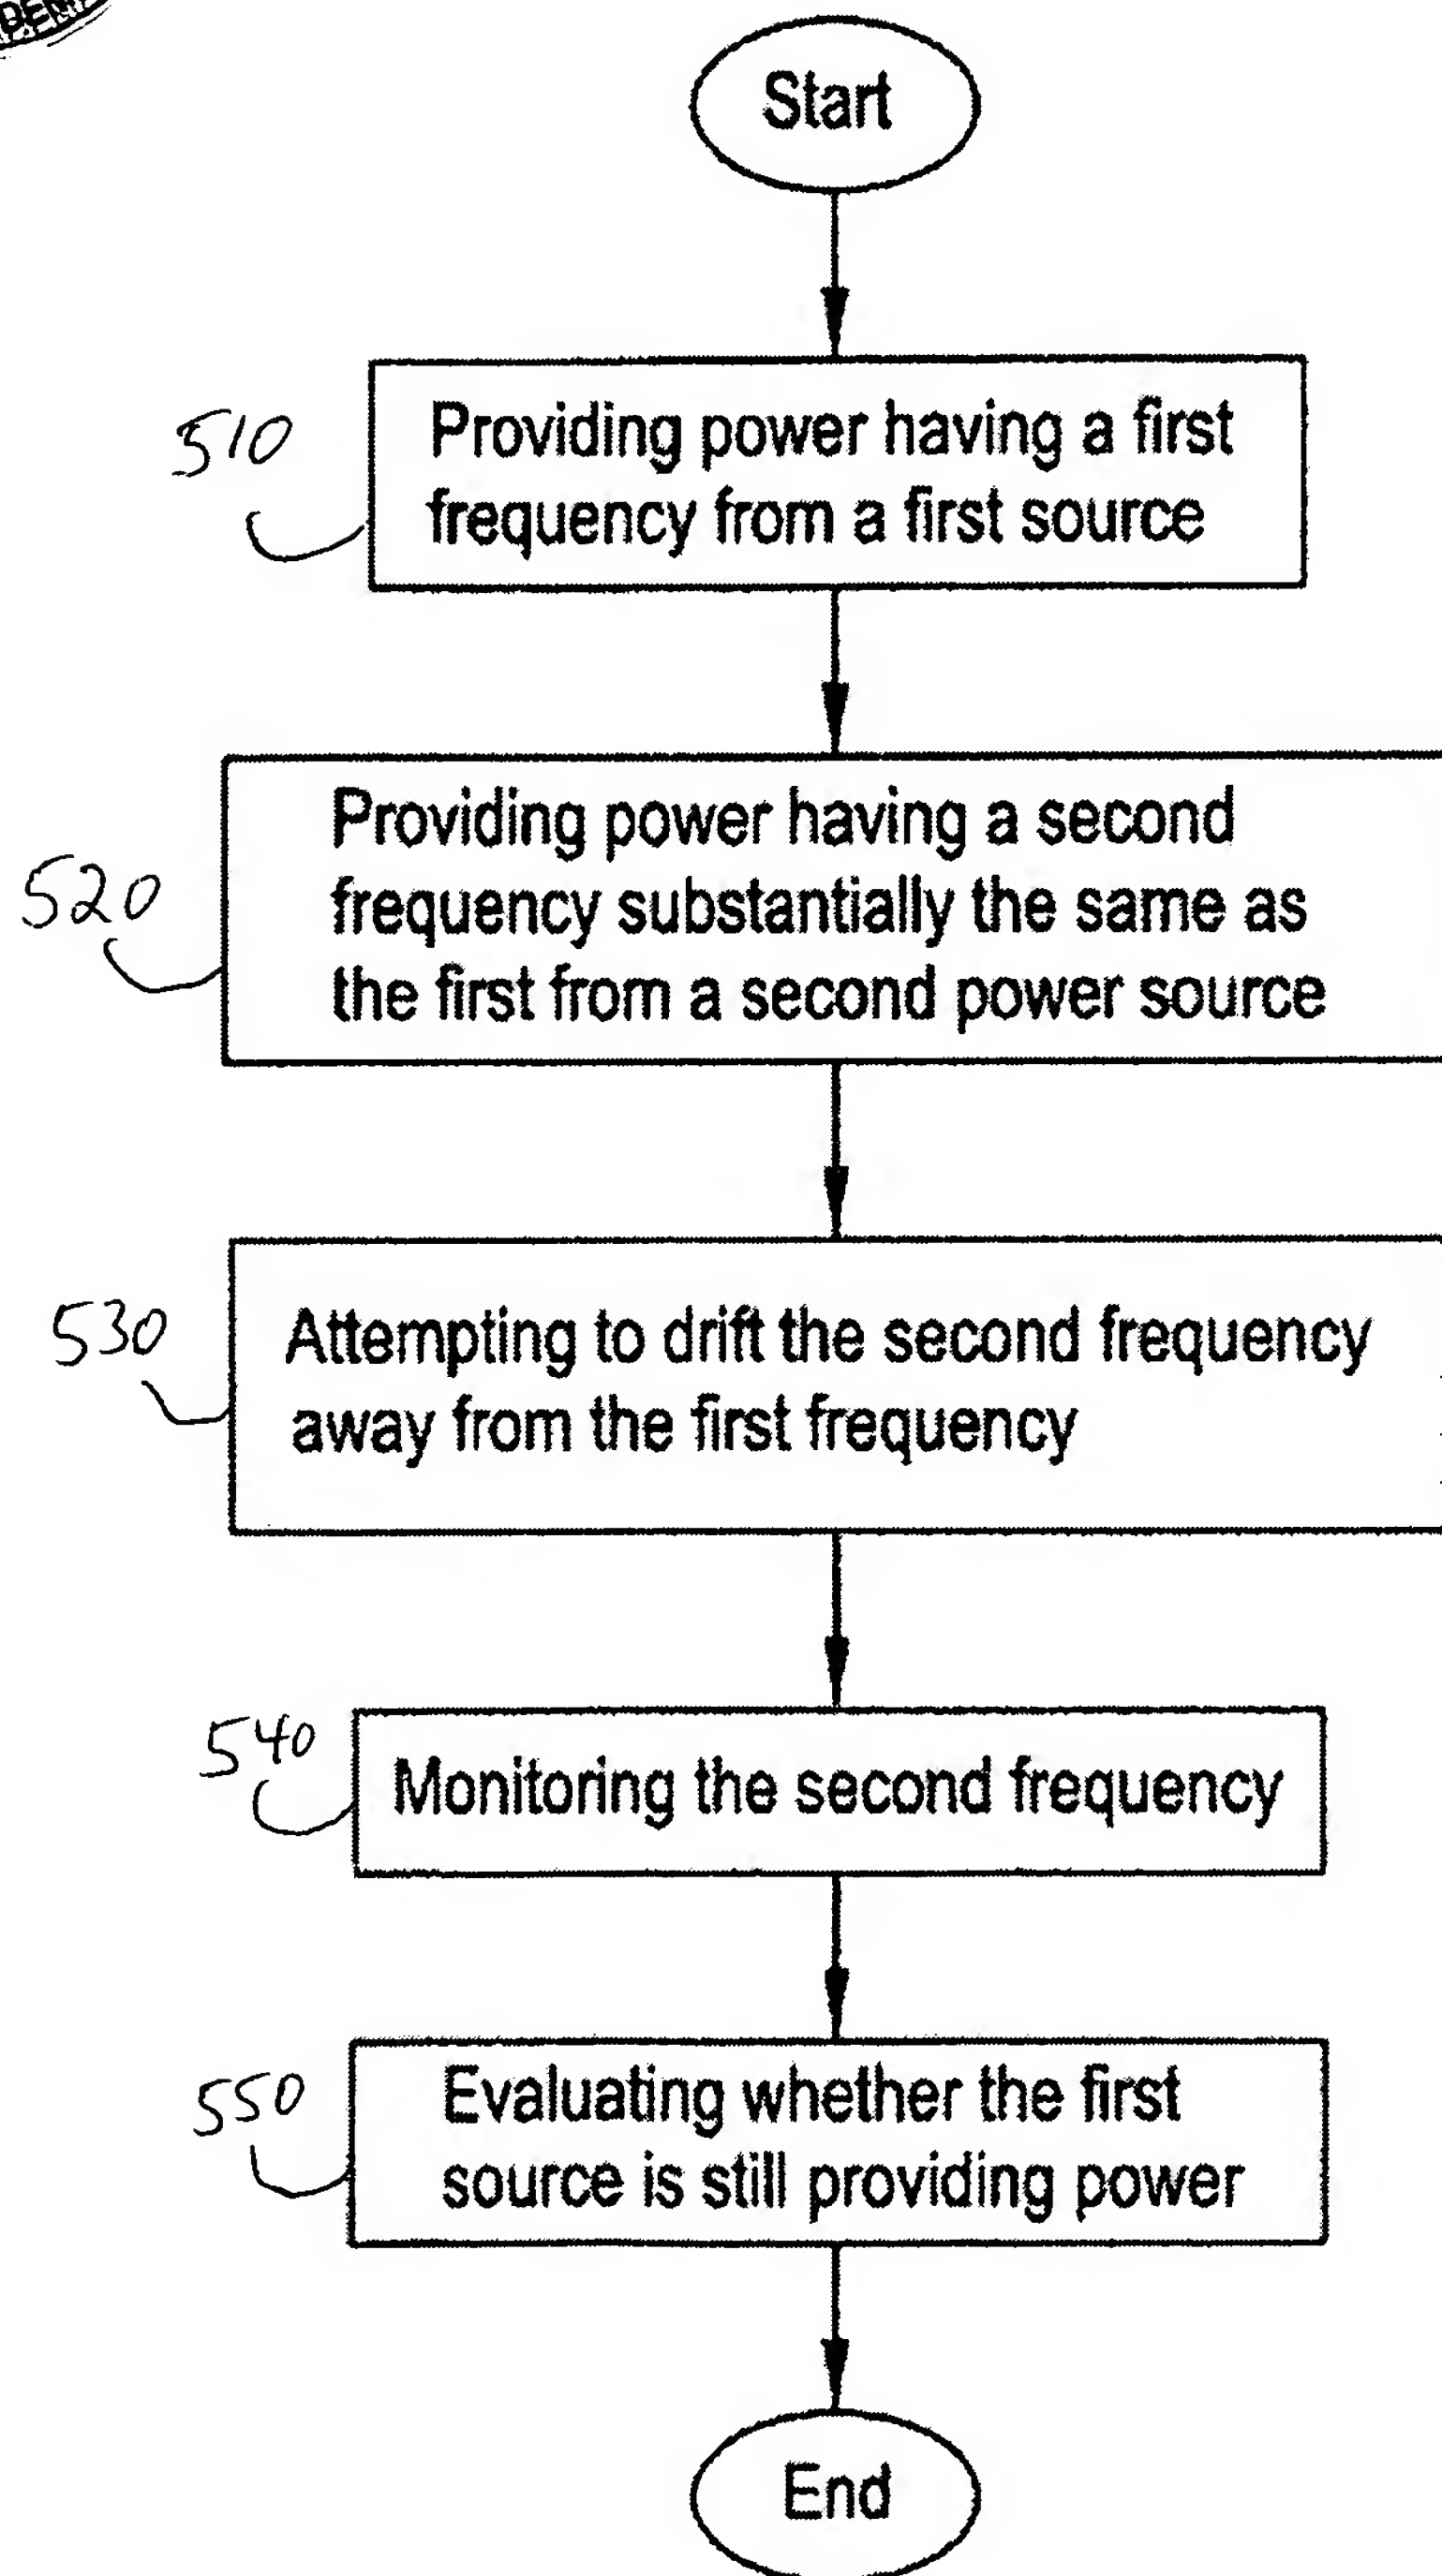 Start
510
Providing power having a first
frequency from a first source
520
Providing power having a second
frequency substantially the same as
the first from a second power source
530
Attempting to drift the second frequency
away from the first frequency
540
Monitoring the second frequency
550
Evaluating whether the first
source is still providing power
End